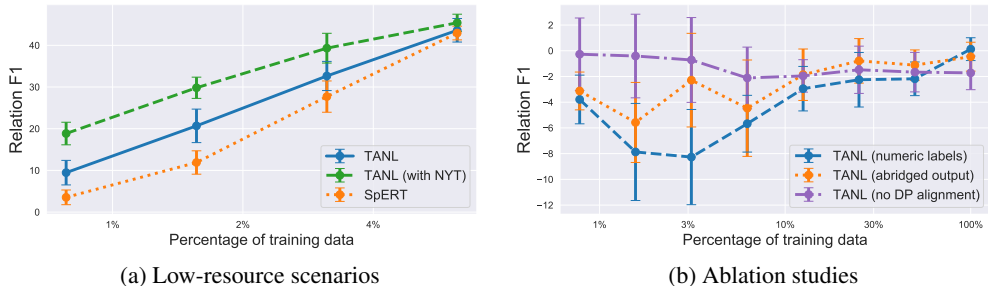 Relation F1
40
30
20
10
0
1%
2%
4%
Percentage of training data
TANL
TANL (with NYT)
SpERT
(a) Low-resource scenarios
Relation F1
2
0
−2
−4
−6
−8
−10
−12
1%
3%
10%
30%
100%
Percentage of training data
TANL (numeric labels)
TANL (abridged output)
TANL (no DP alignment)
(b) Ablation studies